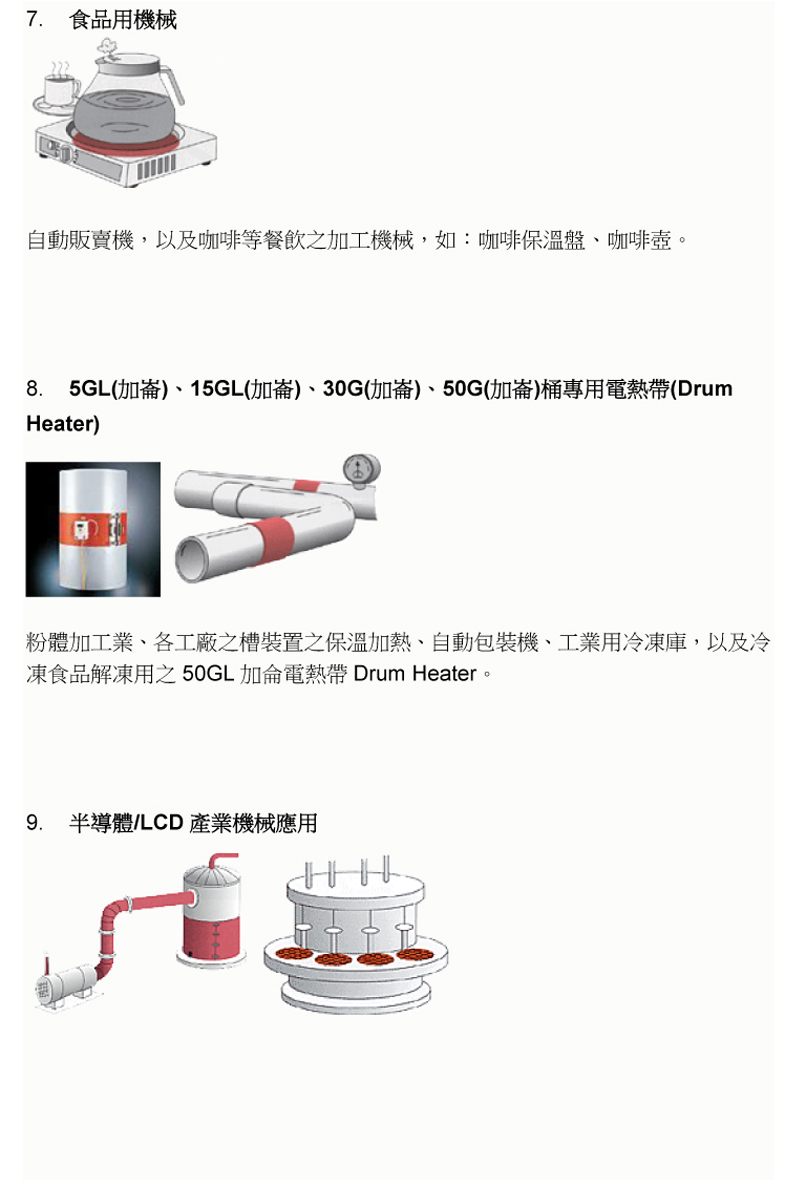 7. 食品用機械
自動販賣機，以及咖啡等餐飲之加工機械，如：咖啡保溫盤、咖啡壺。
8. 5GL(加崙)、15GL(加崙)、30G(加崙)、50G(加崙)桶專用電熱帶(Drum
Heater)
粉體加工業、各工廠之槽裝置之保溫加熱、自動包裝機、工業用冷凍庫，以及冷
凍食品解凍用之 50GL 加侖電熱帶 Drum Heater。
9. 半導體/LCD 產業機械應用